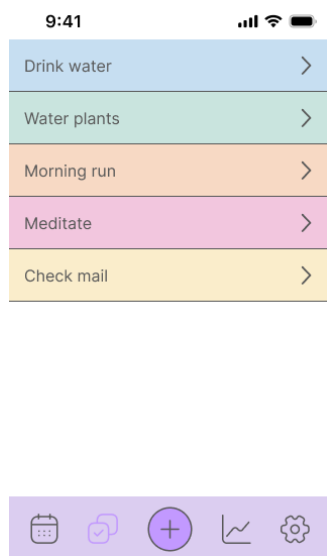 9:41
Drink water
Water plants
Morning run
Meditate
Check mail